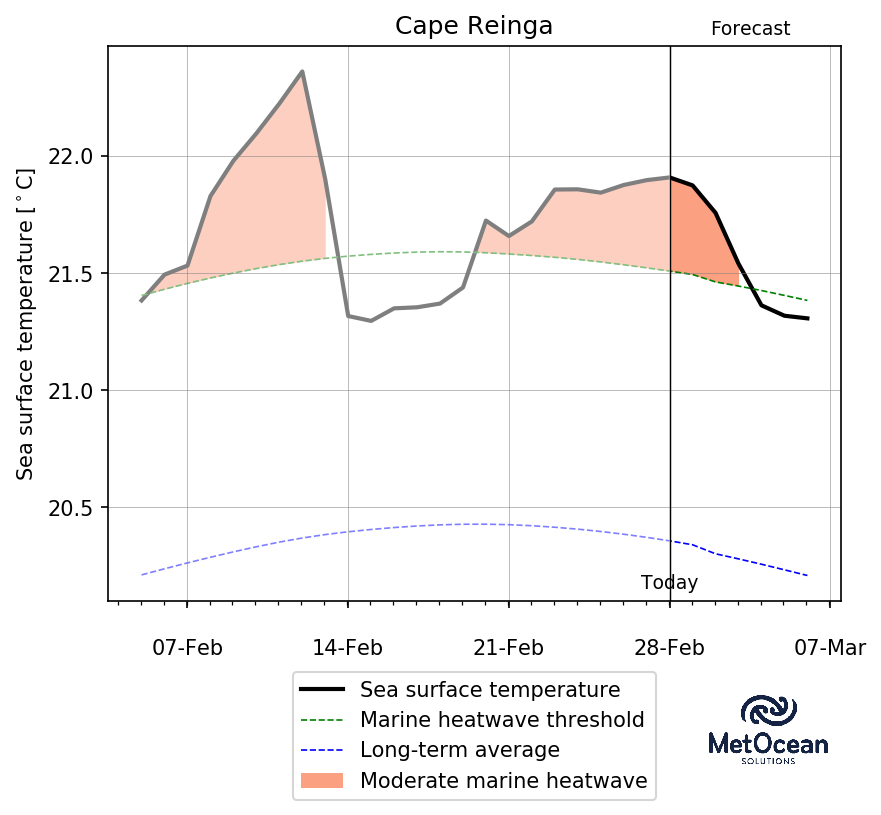 Cape Reinga
Forecast
Sea surface temperature [°C]
22.0
21.5
21.0
20.5
Today
07-Feb 14-Feb 21-Feb 28-Feb 07-Mar
Sea surface temperature
Marine heatwave threshold
Long-term average
Moderate marine heatwave
MetOcean
SOLUTIONS